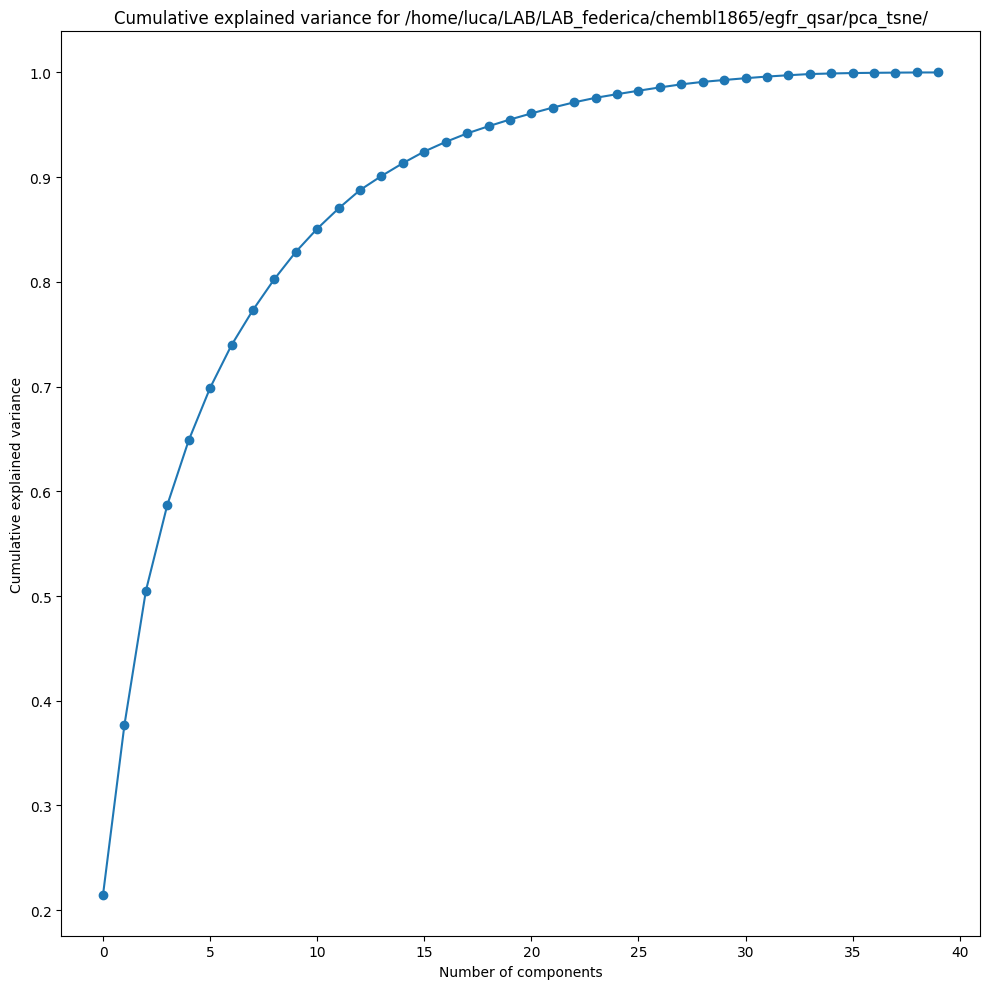 Cumulative explained variance for /home/luca/LAB/LAB_federica/chembl1865/egfr_qsar/pca_tsne/
Cumulative explained variance
1.0
0.9
0.8
0.7
0.6
0.5
0.4
0.3
0.2
0 5 10 15 20 25 30 35 40
Number of components